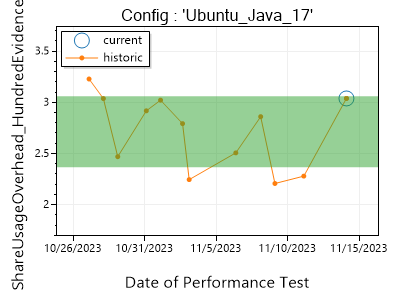 Config : 'Ubuntu_Java_17'
current
historic
ShareUsageOverhead_HundredEvidence
3.5
3
2.5
2
10/26/2023
10/31/2023
11/5/2023
11/10/2023
11/15/2023
Date of Performance Test